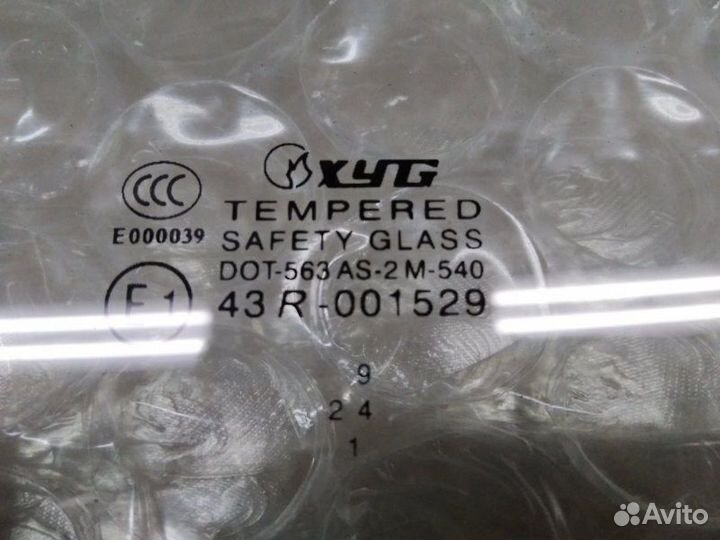 XYG
CCC
TEMPERED
E000039
SAFETY GLASS
DOT-563 AS-2 M-540
E1
43 R-001529
9
2 4
1
Avito